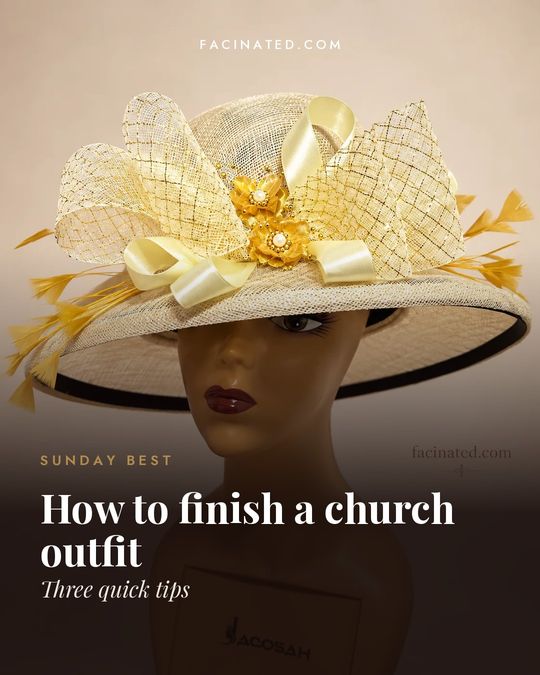 FACINATED.COM
facinated.com
SUNDAY BEST
How to finish a church
outfit
Three quick tips
JACOSAH